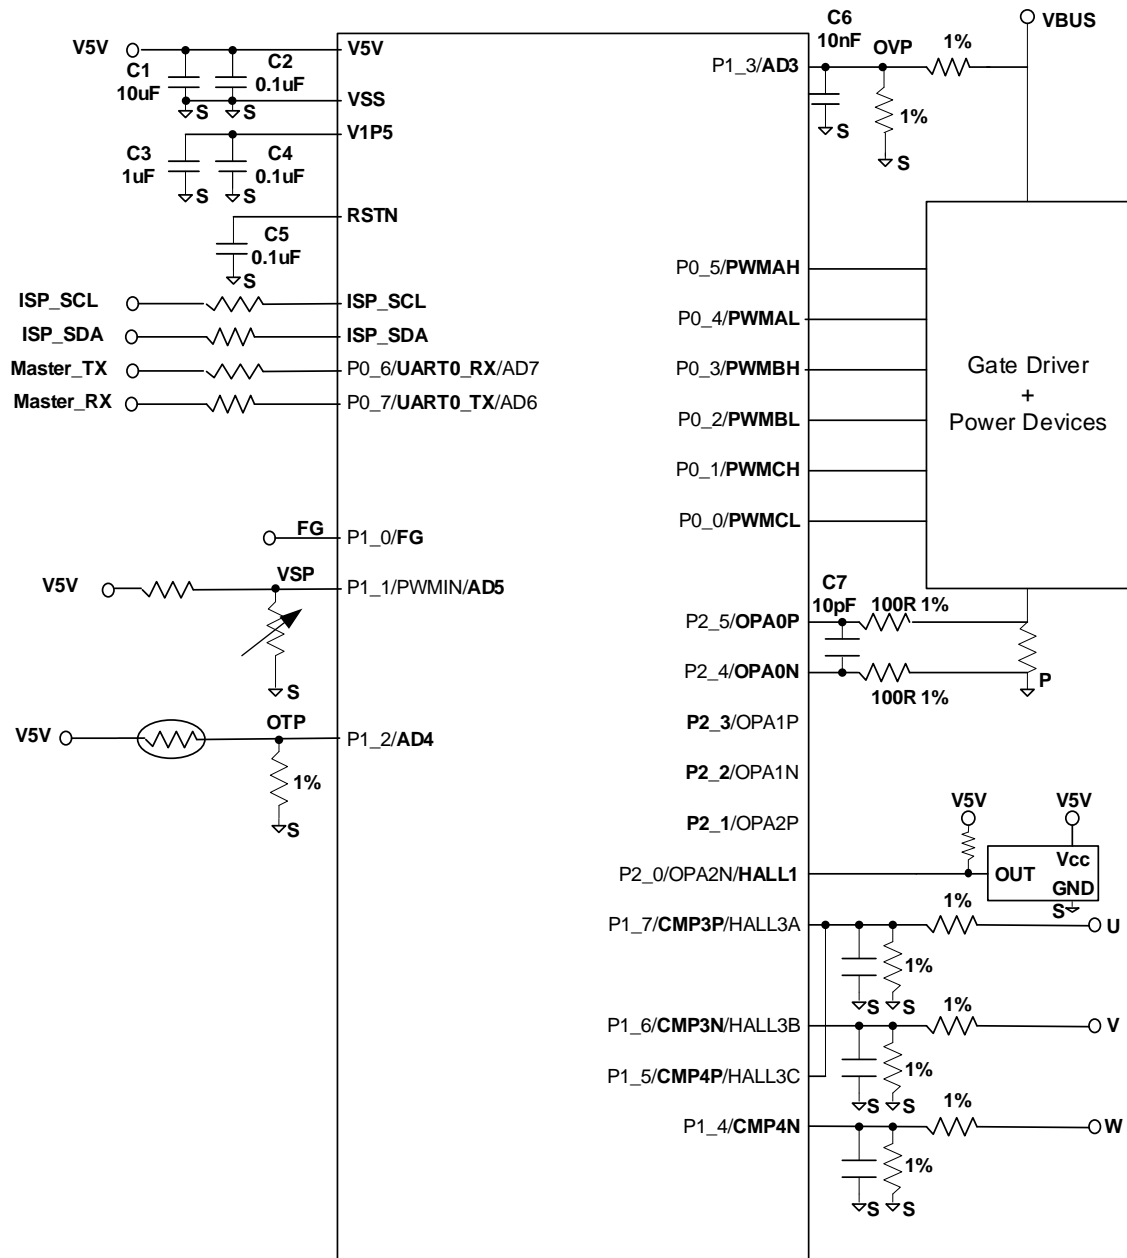 V5V
C1
10uF
C2
0.1uF
S
S
V5V
VSS
V1P5
C3
1uF
C4
0.1uF
S
S
RSTN
C5
0.1uF
S
ISP_SCL
ISP_SCL
ISP_SDA
ISP_SDA
Master_TX
P0_6/UART0_RX/AD7
Master_RX
P0_7/UART0_TX/AD6
FG
P1_0/FG
V5V
VSP
P1_1/PWMIN/AD5
S
V5V
OTP
P1_2/AD4
1%
S
C6
10nF
OVP
1%
VBUS
P1_3/AD3
1%
S
S
P0_5/PWMAH
P0_4/PWMAL
P0_3/PWMBH
P0_2/PWMBL
P0_1/PWMCH
P0_0/PWMCL
Gate Driver
+
Power Devices
C7
10pF
100R 1%
P2_5/OPA0P
P2_4/OPA0N
100R 1%
P
P2_3/OPA1P
P2_2/OPA1N
P2_1/OPA2P
V5V
V5V
P2_0/OPA2N/HALL1
OUT
Vcc
GND
S
P1_7/CMP3P/HALL3A
1%
U
1%
S
S
P1_6/CMP3N/HALL3B
1%
V
1%
S
S
P1_5/CMP4P/HALL3C
P1_4/CMP4N
1%
W
1%
S
S